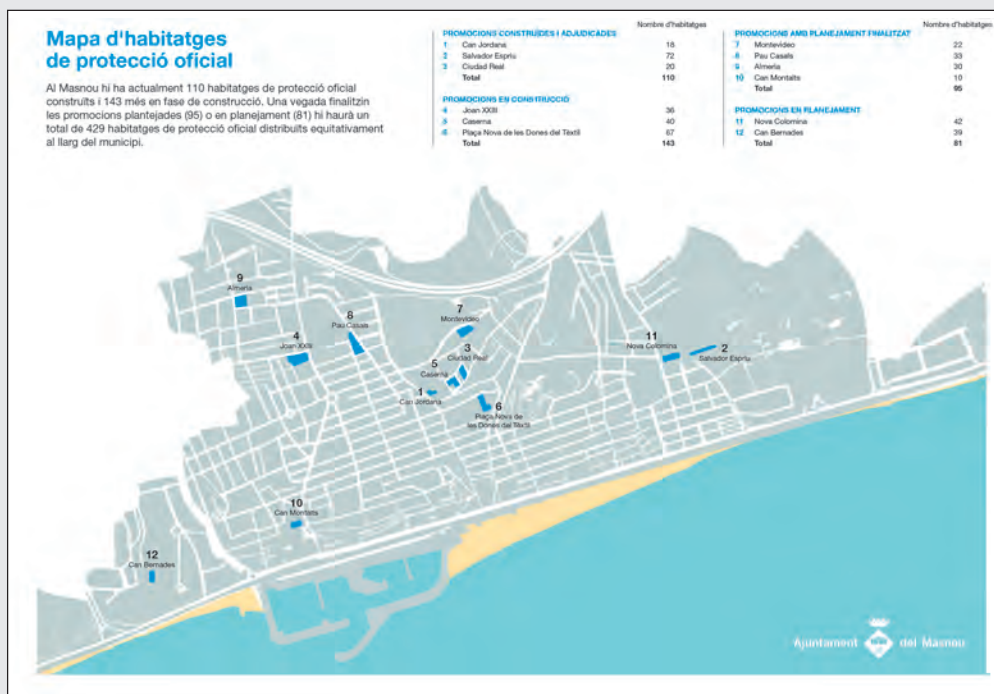 Mapa d'habitatges
de protecció oficial
Al Masnou hi ha actualment 110 habitatges de protecció oficial
construïts i 143 més en fase de construcció. Una vegada finalitzin
les promocions plantejades (95) o en planejament (81) hi haurà un
total de 429 habitatges de protecció oficial distribuïts equitativament
al llarg del municipi.
Nombre d'habitatges
PROMOCIONS CONSTRUÏDES I ADJUDICADES
1 Can Jordana 18
2 Salvador Espriu 72
3 Ciudad Real 20
Total 110
PROMOCIONS EN CONSTRUCCIÓ
4 Joan XXIII 36
5 Caserna 40
6 Plaça Nova de les Dones del Tèxtil 67
Total 143
Nombre d'habitatges
PROMOCIONS AMB PLANEJAMENT FINALITZAT
7 Montevideo 22
8 Pau Casals 33
9 Almeria 30
10 Can Montalts 10
Total 95
PROMOCIONS EN PLANEJAMENT
11 Nova Colomina 42
12 Can Bernades 39
Total 81
9
Almeria
8
Pau Casals
4
Joan XXIII
7
Montevideo
3
Ciudad Real
5
Caserna
1
Can Jordana
6
Plaça Nova de
les Dones del Tèxtil
11
Nova Colomina
2
Salvador Espriu
10
Can Montalts
12
Can Bernades
Ajuntament del Masnou